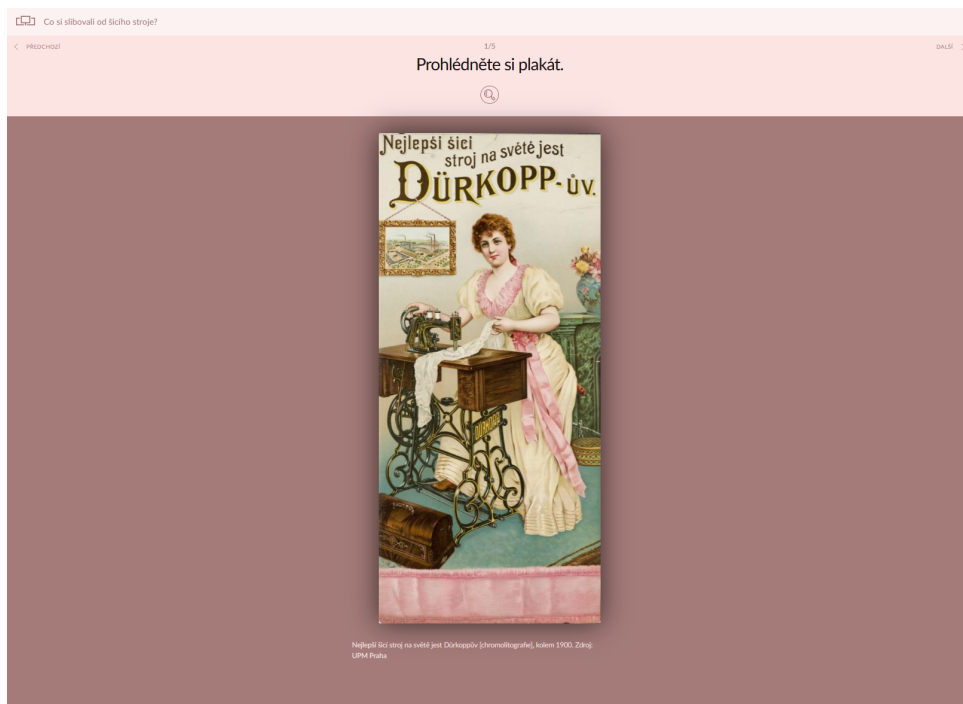 Co si slibovali od šicího stroje?
PŘEDCHOZÍ
1/5
DALŠÍ
Prohlédněte si plakát.
Nejlepší šicí
stroj na světě jest
DÜRKOPP-ův.
DÜRKOPP
Nejlepší šicí stroj na světě jest Dürkoppův [chromolitografie], kolem 1900. Zdroj:
UPM Praha